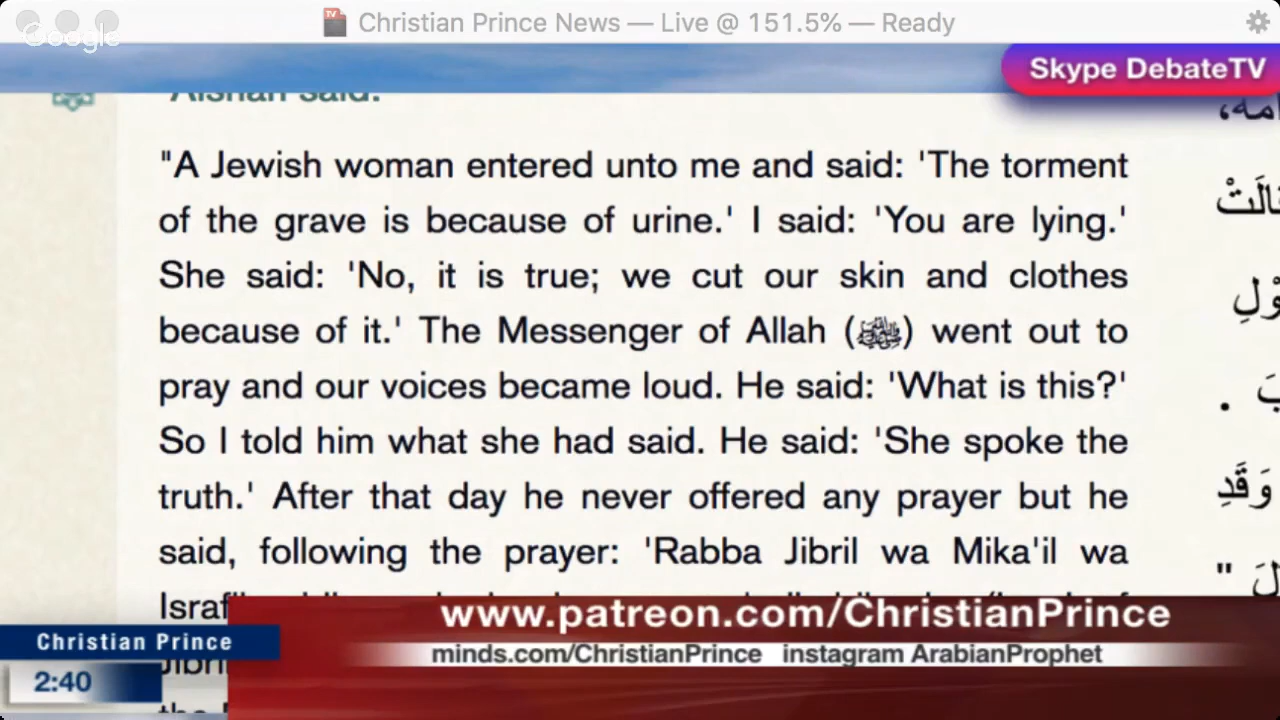 Christian Prince News — Live @ 151.5% — Ready
Google
Skype DebateTV
'Aishah said:
"A Jewish woman entered unto me and said: 'The torment
of the grave is because of urine.' I said: 'You are lying.'
She said: 'No, it is true; we cut our skin and clothes
because of it.' The Messenger of Allah (ﷺ) went out to
pray and our voices became loud. He said: 'What is this?'
So I told him what she had said. He said: 'She spoke the
truth.' After that day he never offered any prayer but he
said, following the prayer: 'Rabba Jibril wa Mika'il wa
قَالَتْ
وَقَدِ
www.patreon.com/ChristianPrince
Christian Prince
minds.com/ChristianPrince instagram ArabianProphet
2:40